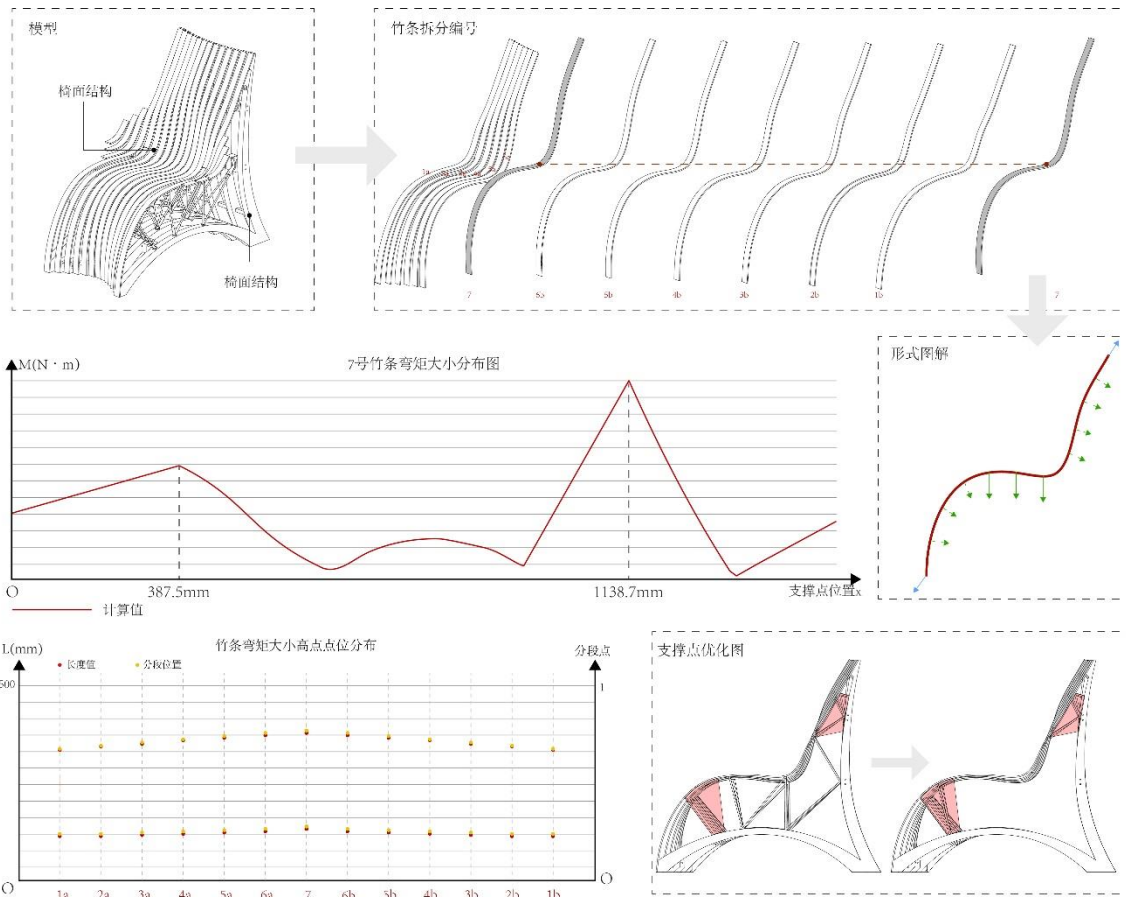 模型
椅面结构
椅面结构
竹条拆分编号
1a
7
6b
5b
4b
3b
2b
1b
7
M(N · m)
7号竹条弯矩大小分布图
O
387.5mm
1138.7mm
支撑点位置x
计算值
形式图解
L(mm)
竹条弯矩大小高点点位分布
分段点
长度值
分段位置
1
O
O
1a
2a
3a
4a
5a
6a
7
6b
5b
4b
3b
2b
1b
支撑点优化图